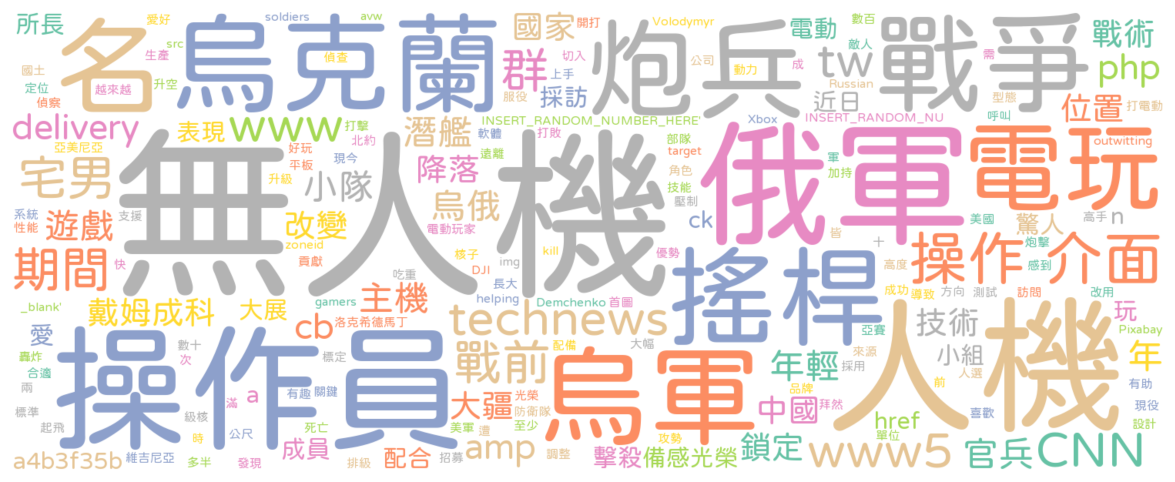 所長 愛好 soldiers avw 國家 開打 Volodymyr 電動 數百 戰術
src 名 烏克蘭 偵查 群 切入 炮兵 公司 動力 敵人 tw 成 戰爭 需 php
國土 生產 越來越 上手 Russian
定位 升空 服役 採訪 近日 型態 位置 打電動
偵察 delivery 表現 www 打擊 潛艦 INSERT_RANDOM_NUMBER_HERE' Xbox INSERT_RANDOM_NU 呼叫
亞美尼亞 好玩 北約 軟體 打敗 部隊 軍 outwitting
宅男 平板 現今 小隊 降落 遠離 target 俄軍 加持 電玩
無人機 升級 角色 技能
系統 性能 遊戲 支援 改變 烏俄 電動玩家 壓制 ck 美國 驚人 高手 n
期間 快 zoneid 貢獻 核子 kill 優勢 皆 十 炮擊 感到 操作介面
吃重 img DJI 搖桿 高度 訪問
_blank' 戴姆成科 大展 gamers 主機 長大 helping Demchenko 首圖 成功 導致 方向 測試 改用 玩
愛 cb 洛克希德馬丁 technews 亞賽 技術 Pixabay
轟炸 操作員 數十 標定 戰前 配備 大幅 年輕 來源 小組 年
合適 次 烏軍 採用 人選 人機 有助
兩 a 有趣 關鍵 大疆 光榮 品牌 前 現役
標準 級核 滿 防衛隊 中國 拜然 href 喜歡 設計
起飛 時 公尺 死亡 美軍 至少 單位
維吉尼亞 成員 遭 攻勢 鎖定 官兵 CNN
a4b3f35b 多半 發現 排級 配合 招募 amp 調整 擊殺 備感光榮 www5